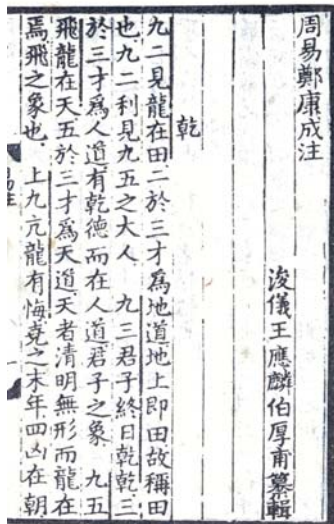 周易鄭康成注
浚儀王應麟伯厚甫纂輯
乾
九二見龍在田二於三才爲地道地上即田故稱田
也九二利見九五之大人 九三君子終日乾乾三
於三才爲人道有乾德而在人道君子之象 九五
飛龍在天五於三才爲天道天者清明無形而龍在
焉飛之象也 上九亢龍有悔堯之末年四凶在朝